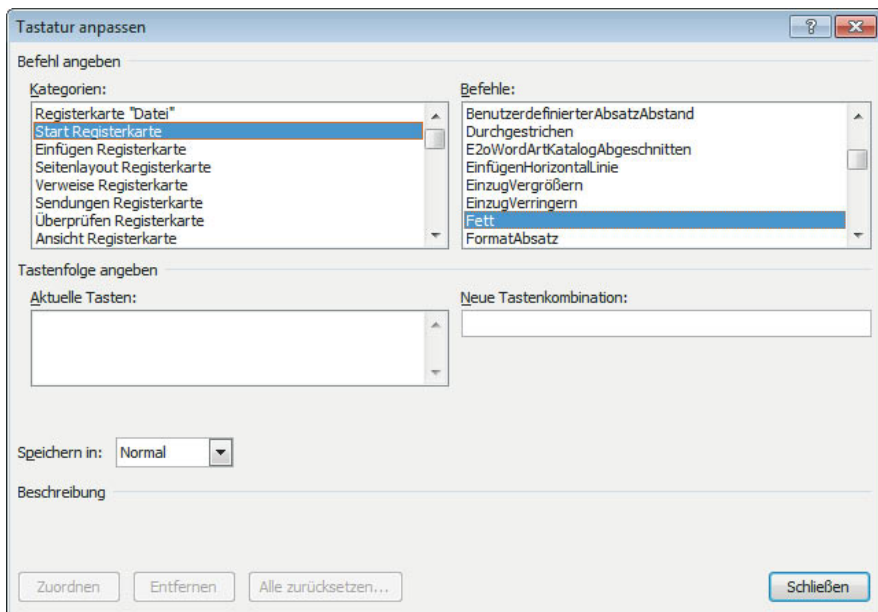 Tastatur anpassen
Befehl angeben
Kategorien:
Registerkarte "Datei"
Start Registerkarte
Einfügen Registerkarte
Seitenlayout Registerkarte
Verweise Registerkarte
Sendungen Registerkarte
Überprüfen Registerkarte
Ansicht Registerkarte
Befehle:
BenutzerdefinierterAbsatzAbstand
Durchgestrichen
E2oWordArtKatalogAbgeschnitten
EinfügenHorizontalLinie
EinzugVergrößern
EinzugVerringern
Fett
FormatAbsatz
Tastenfolge angeben
Aktuelle Tasten:
Neue Tastenkombination:
Speichern in: Normal
Beschreibung
Zuordnen Entfernen Alle zurücksetzen... Schließen